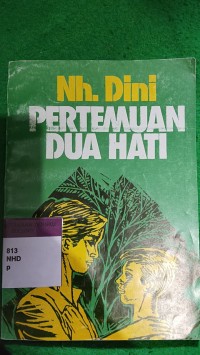 Nh. Dini
PERTEMUAN
DUA HATI
813
NHD
p